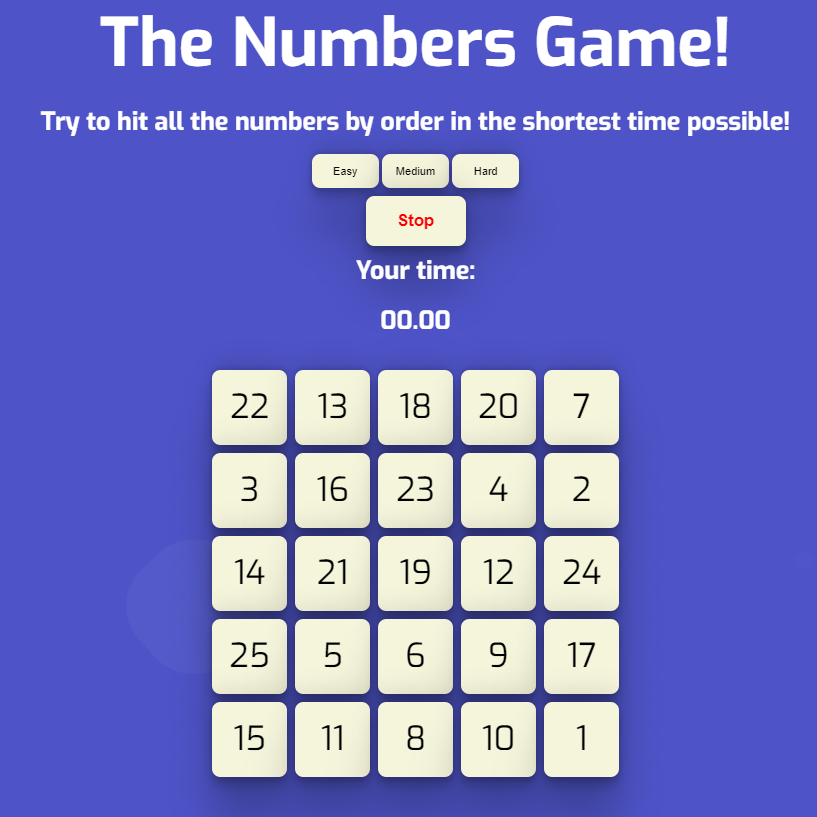 The Numbers Game!
Try to hit all the numbers by order in the shortest time possible!
Easy Medium Hard
Stop
Your time:
00.00
22 13 18 20 7
3 16 23 4 2
14 21 19 12 24
25 5 6 9 17
15 11 8 10 1